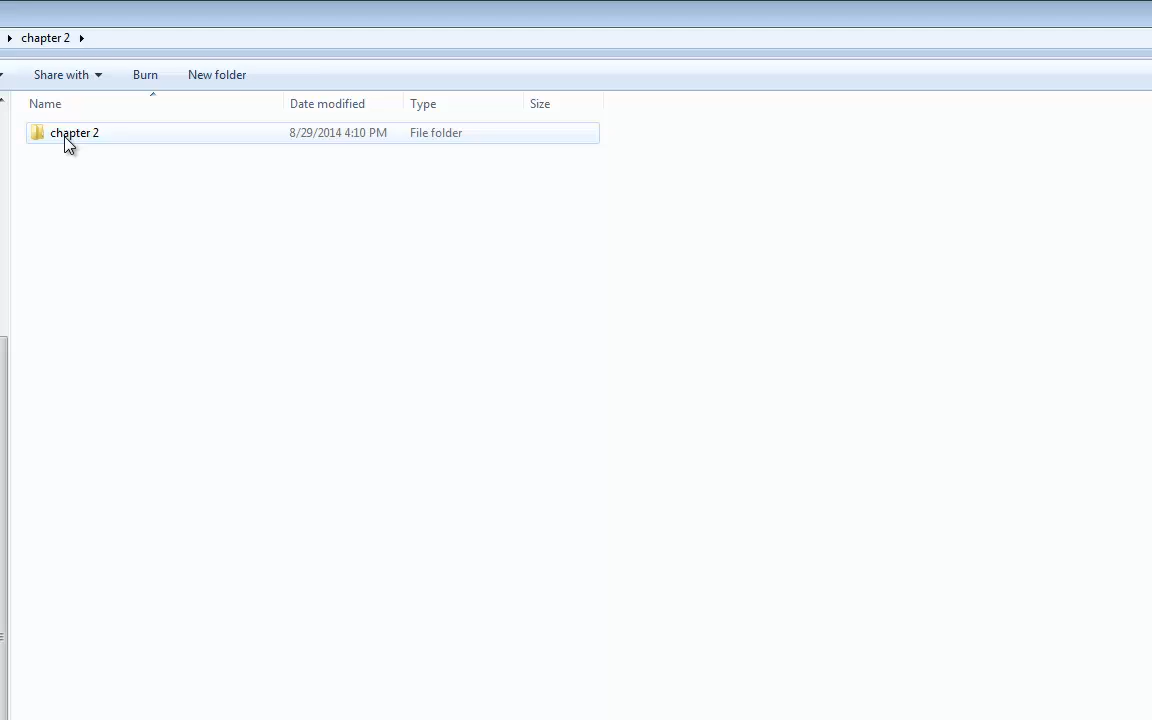 chapter 2
Share with Burn New folder
Name Date modified Type Size
chapter 2 8/29/2014 4:10 PM File folder